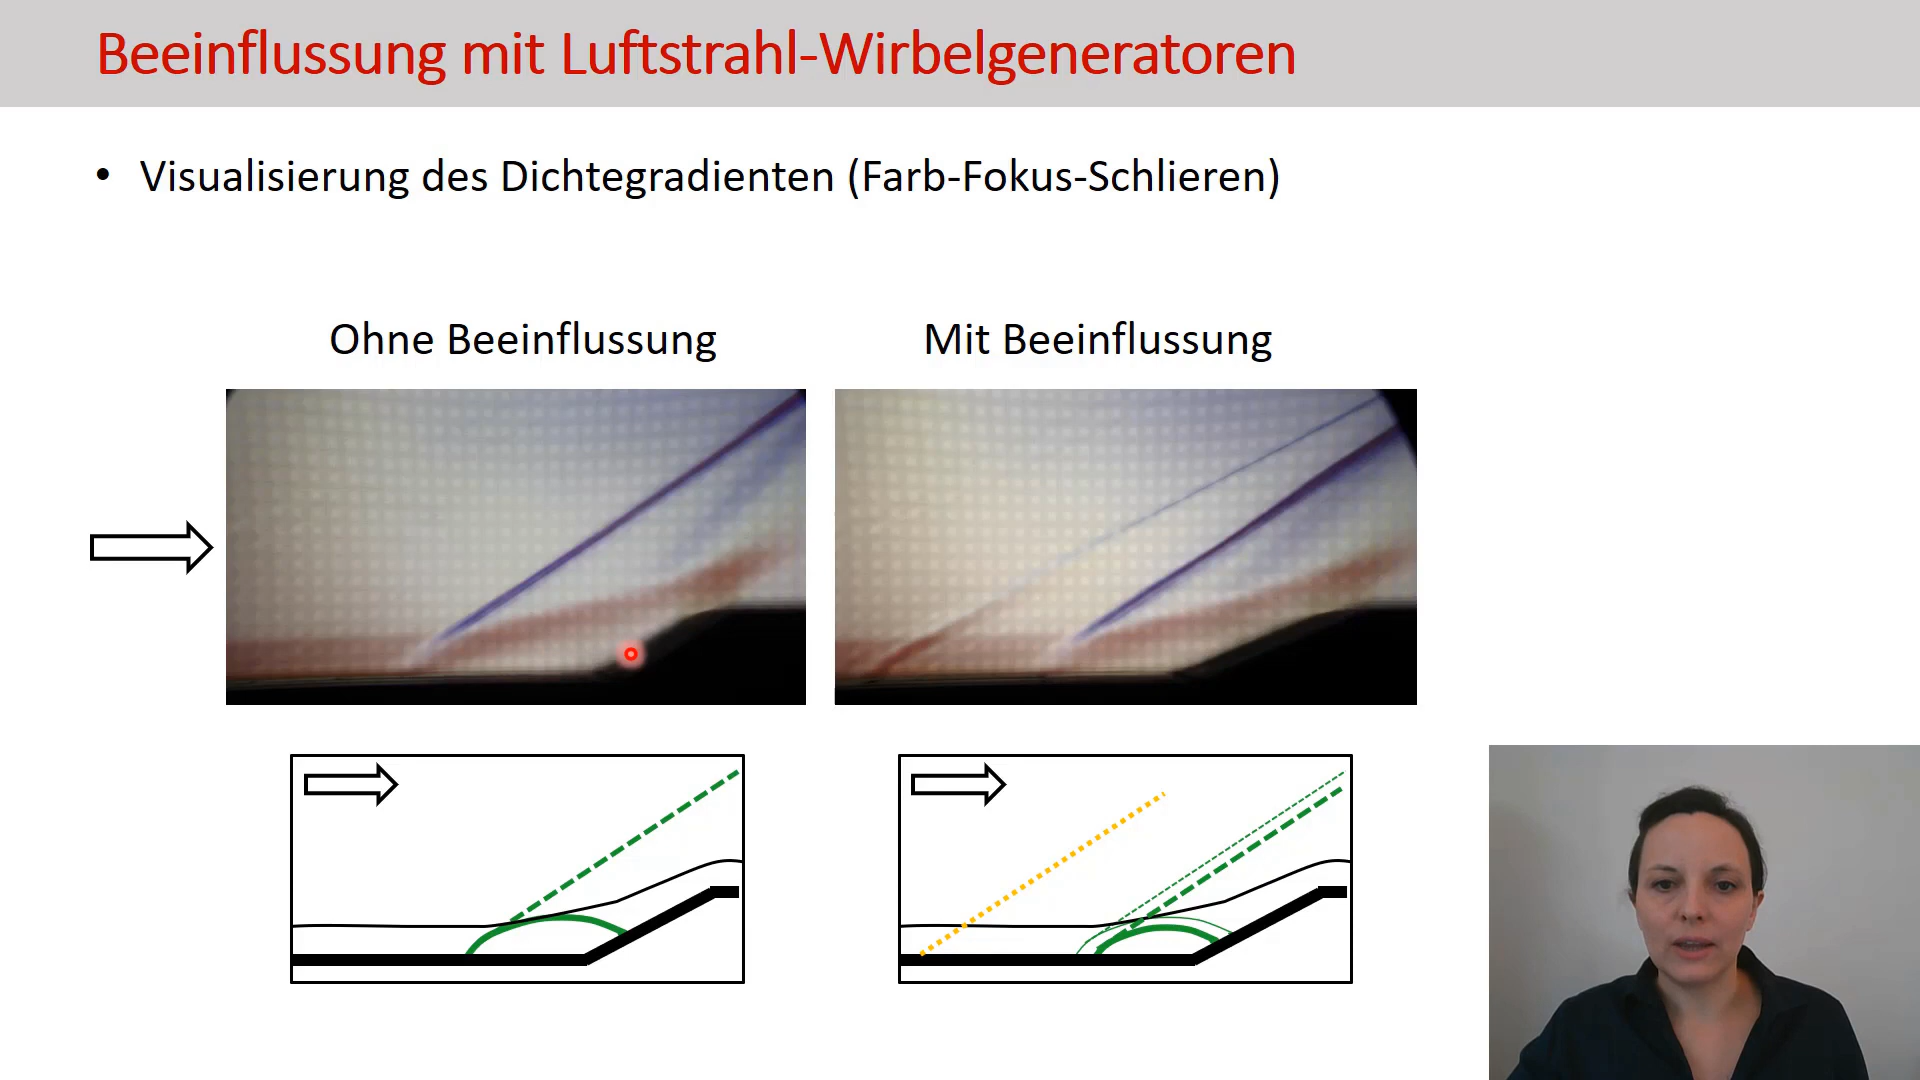 Beeinflussung mit Luftstrahl-Wirbelgeneratoren
• Visualisierung des Dichtegradienten (Farb-Fokus-Schlieren)
Ohne Beeinflussung
Mit Beeinflussung